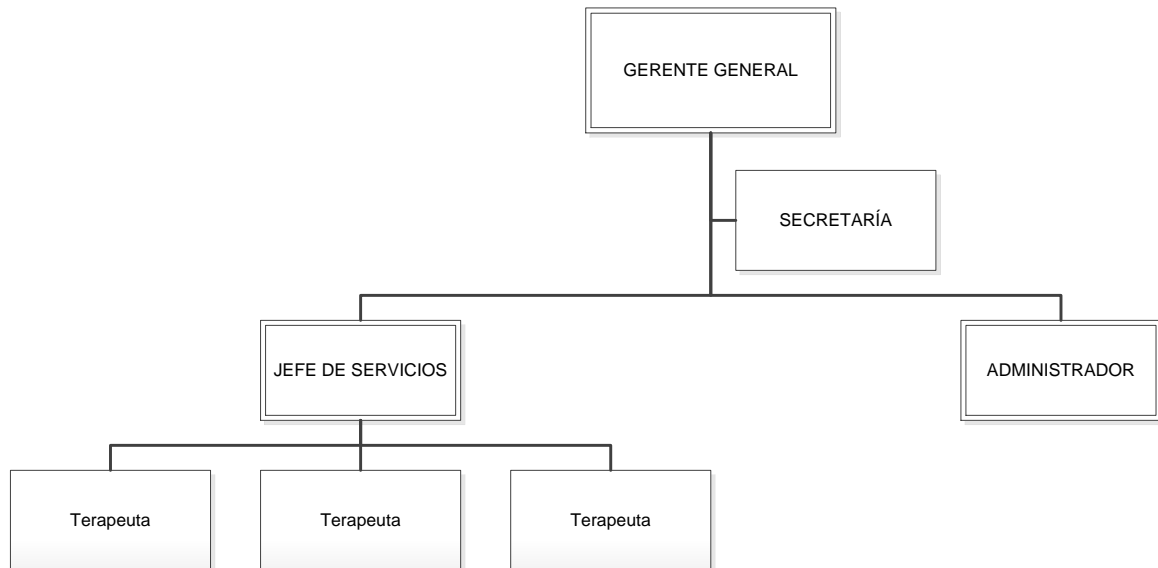 GERENTE GENERAL
SECRETARÍA
JEFE DE SERVICIOS
ADMINISTRADOR
Terapeuta
Terapeuta
Terapeuta